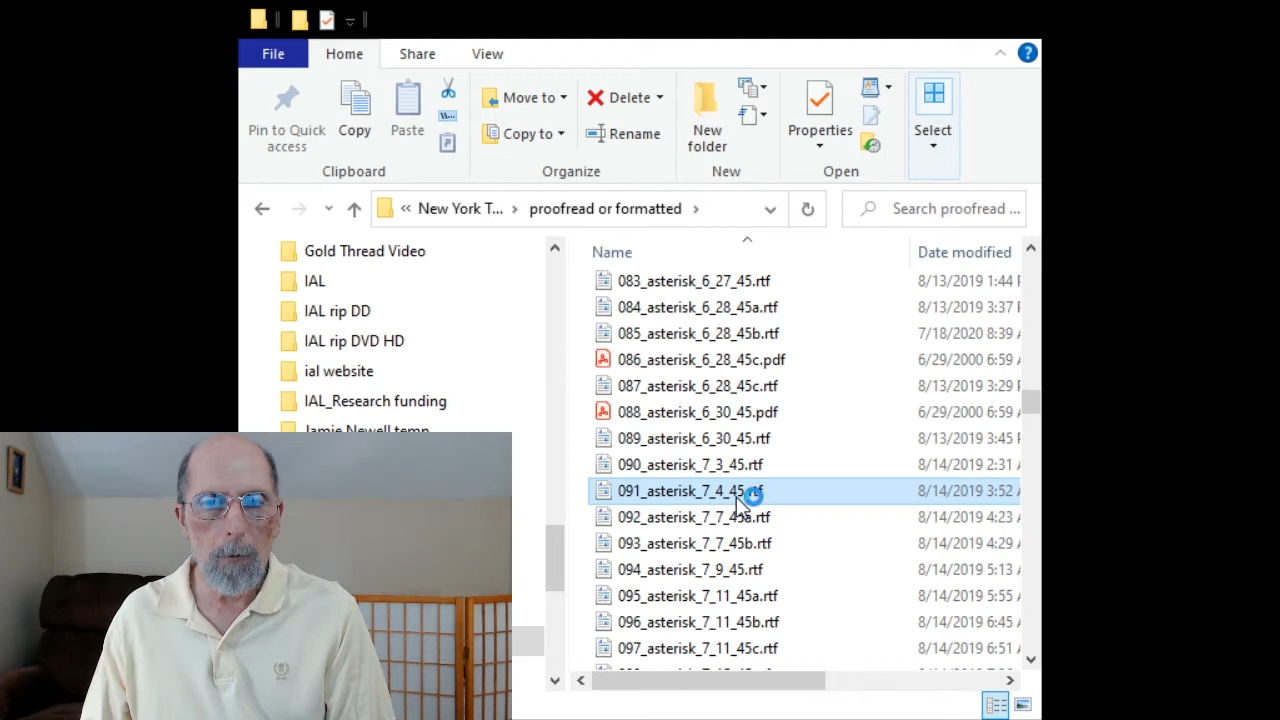 File Home Share View
Pin to Quick access
Copy
Paste
Move to
Copy to
Delete
Rename
New folder
Properties
Select
Clipboard Organize New Open
« New York T... › proofread or formatted ›
Search proofread ...
Gold Thread Video
IAL
IAL rip DD
IAL rip DVD HD
ial website
IAL_Research funding
Jamie Newell temp
Name Date modified
083_asterisk_6_27_45.rtf 8/13/2019 1:44
084_asterisk_6_28_45a.rtf 8/13/2019 3:37
085_asterisk_6_28_45b.rtf 7/18/2020 8:39
086_asterisk_6_28_45c.pdf 6/29/2000 6:59
087_asterisk_6_28_45c.rtf 8/13/2019 3:29
088_asterisk_6_30_45.pdf 6/29/2000 6:59
089_asterisk_6_30_45.rtf 8/13/2019 3:45
090_asterisk_7_3_45.rtf 8/14/2019 2:31
091_asterisk_7_4_45.rtf 8/14/2019 3:52
092_asterisk_7_7_45a.rtf 8/14/2019 4:23
093_asterisk_7_7_45b.rtf 8/14/2019 4:29
094_asterisk_7_9_45.rtf 8/14/2019 5:13
095_asterisk_7_11_45a.rtf 8/14/2019 5:55
096_asterisk_7_11_45b.rtf 8/14/2019 6:45
097_asterisk_7_11_45c.rtf 8/14/2019 6:51